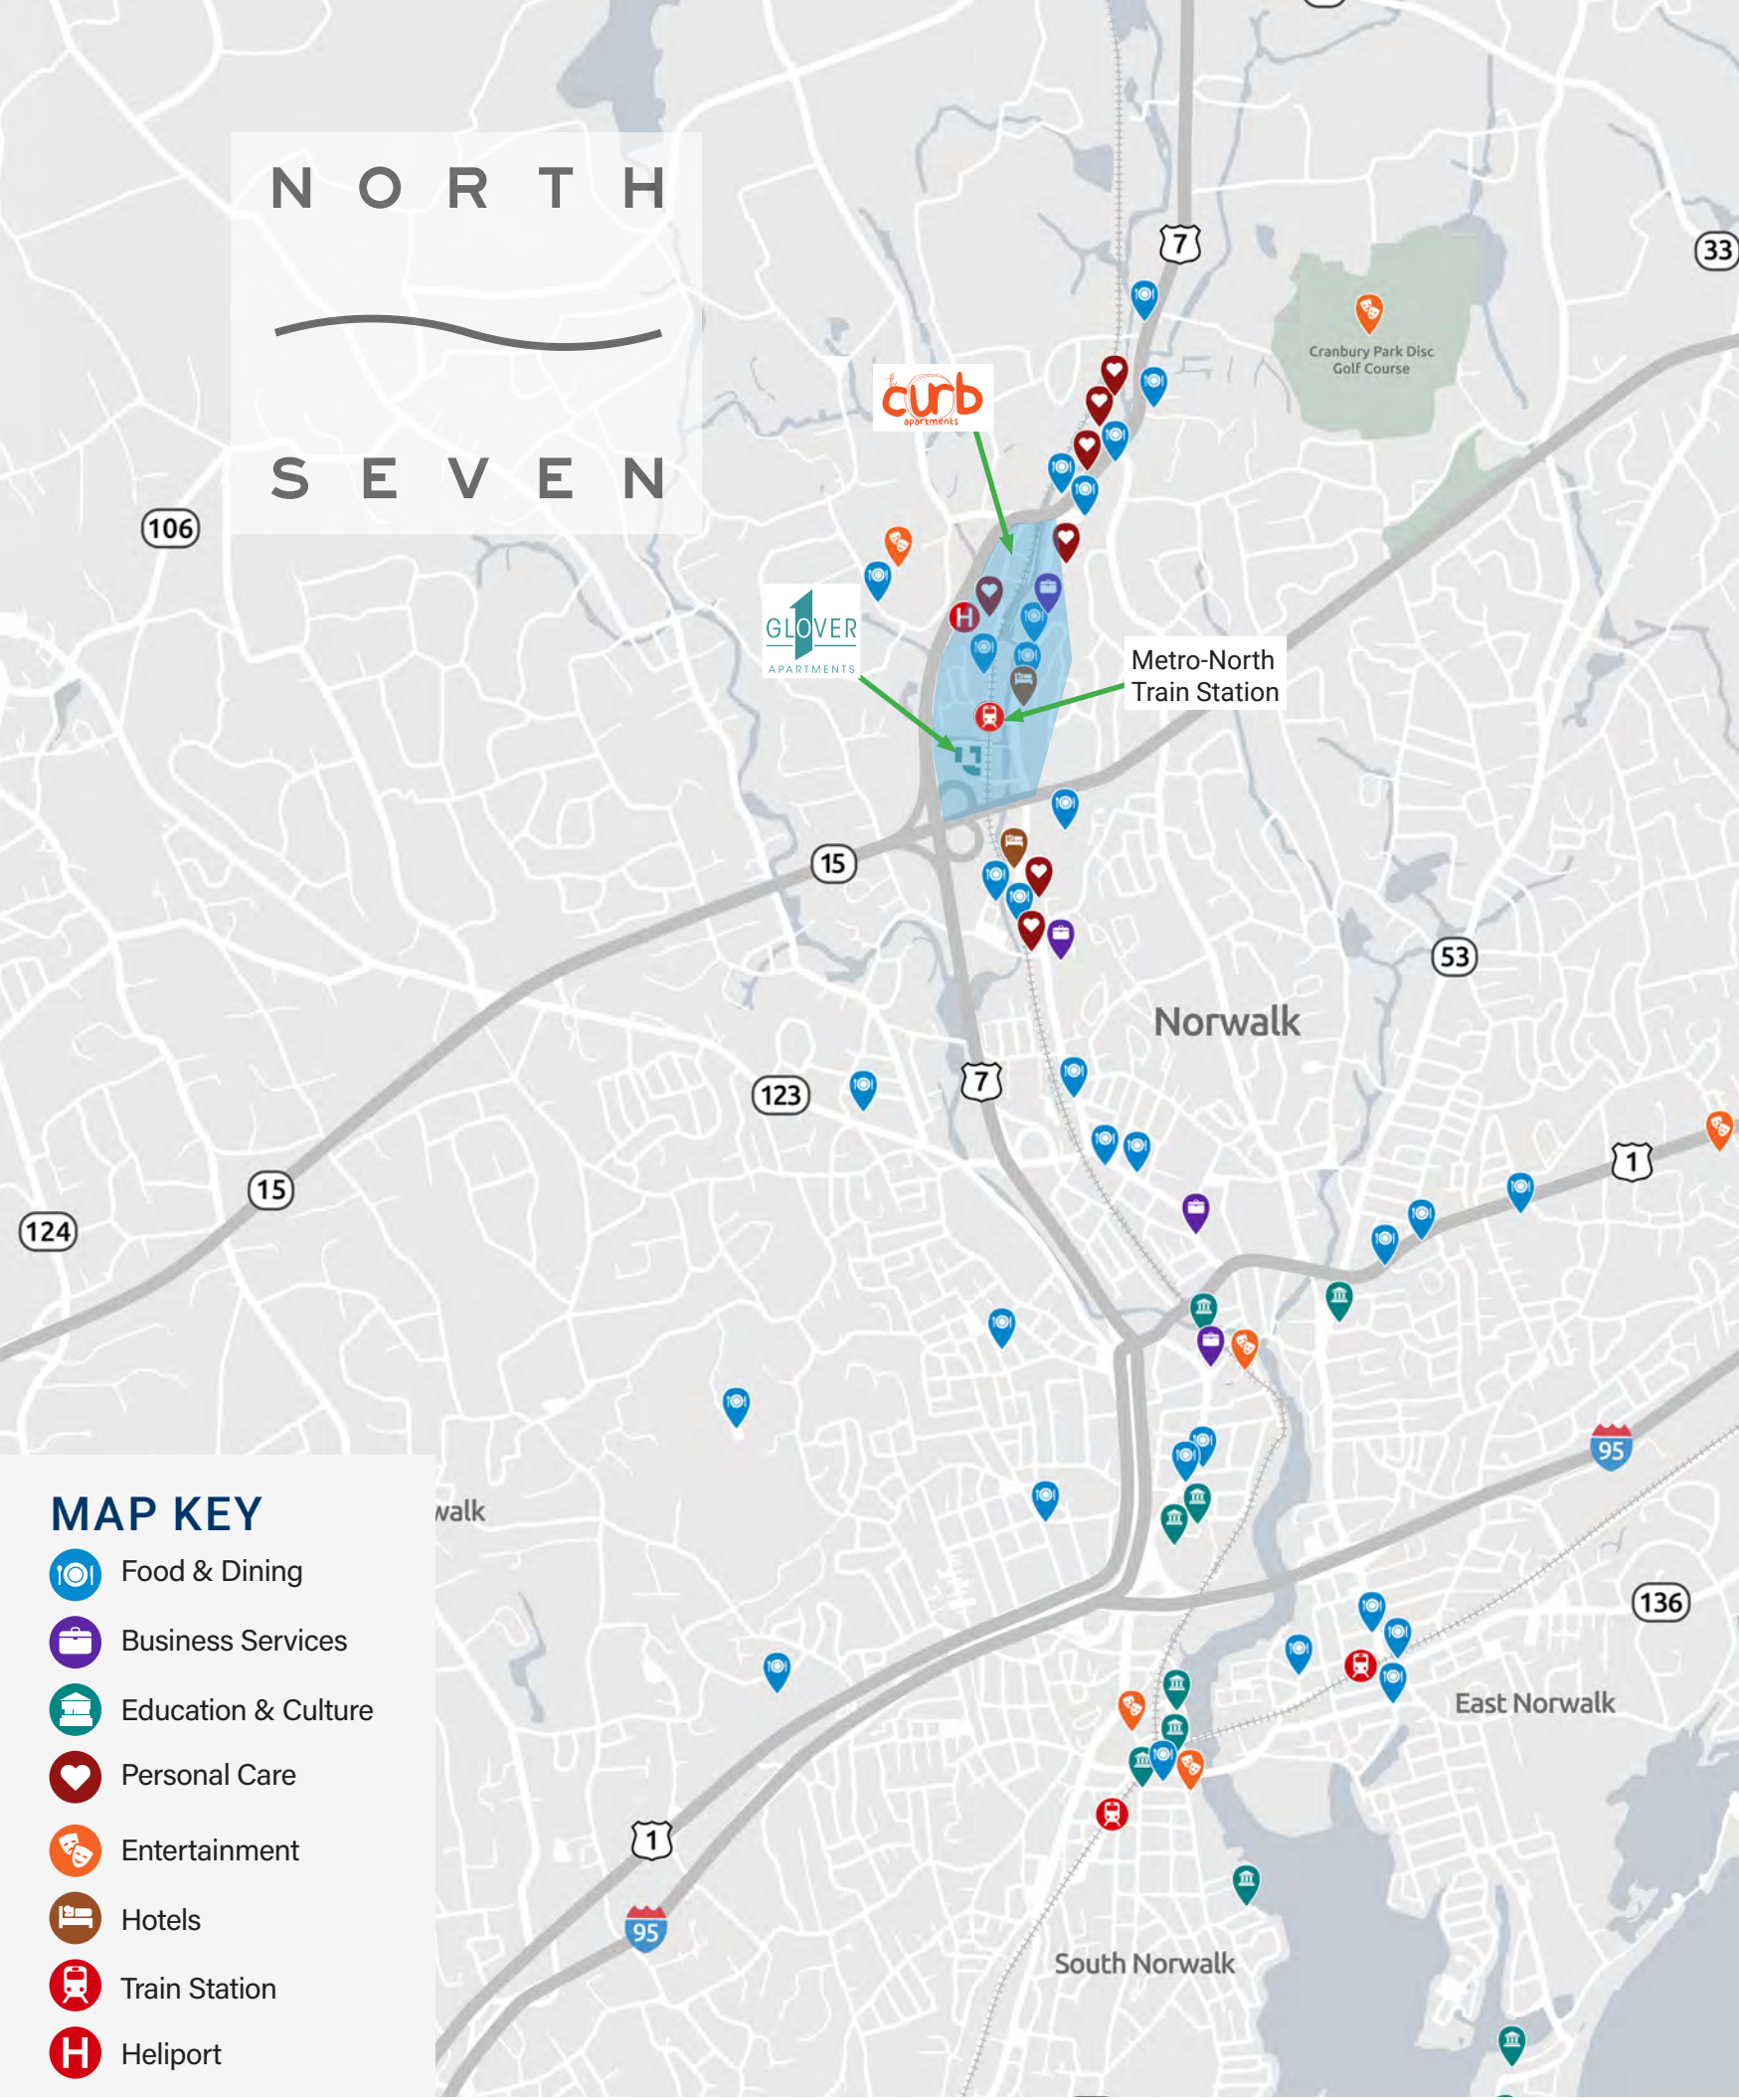 NORTH
SEVEN
7
33
Cranbury Park Disc
Golf Course
the
curb
apartments
106
GLOVER
APARTMENTS
H
Metro-North
Train Station
15
53
Norwalk
7
123
1
15
124
95
walk
136
East Norwalk
1
95
South Norwalk
MAP KEY
Food & Dining
Business Services
Education & Culture
Personal Care
Entertainment
Hotels
Train Station
H Heliport